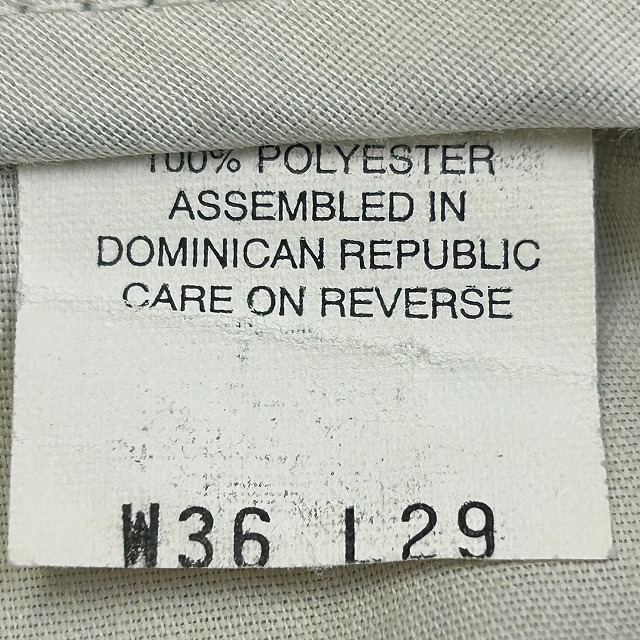 100% POLYESTER
ASSEMBLED IN
DOMINICAN REPUBLIC
CARE ON REVERSE
W36 L29